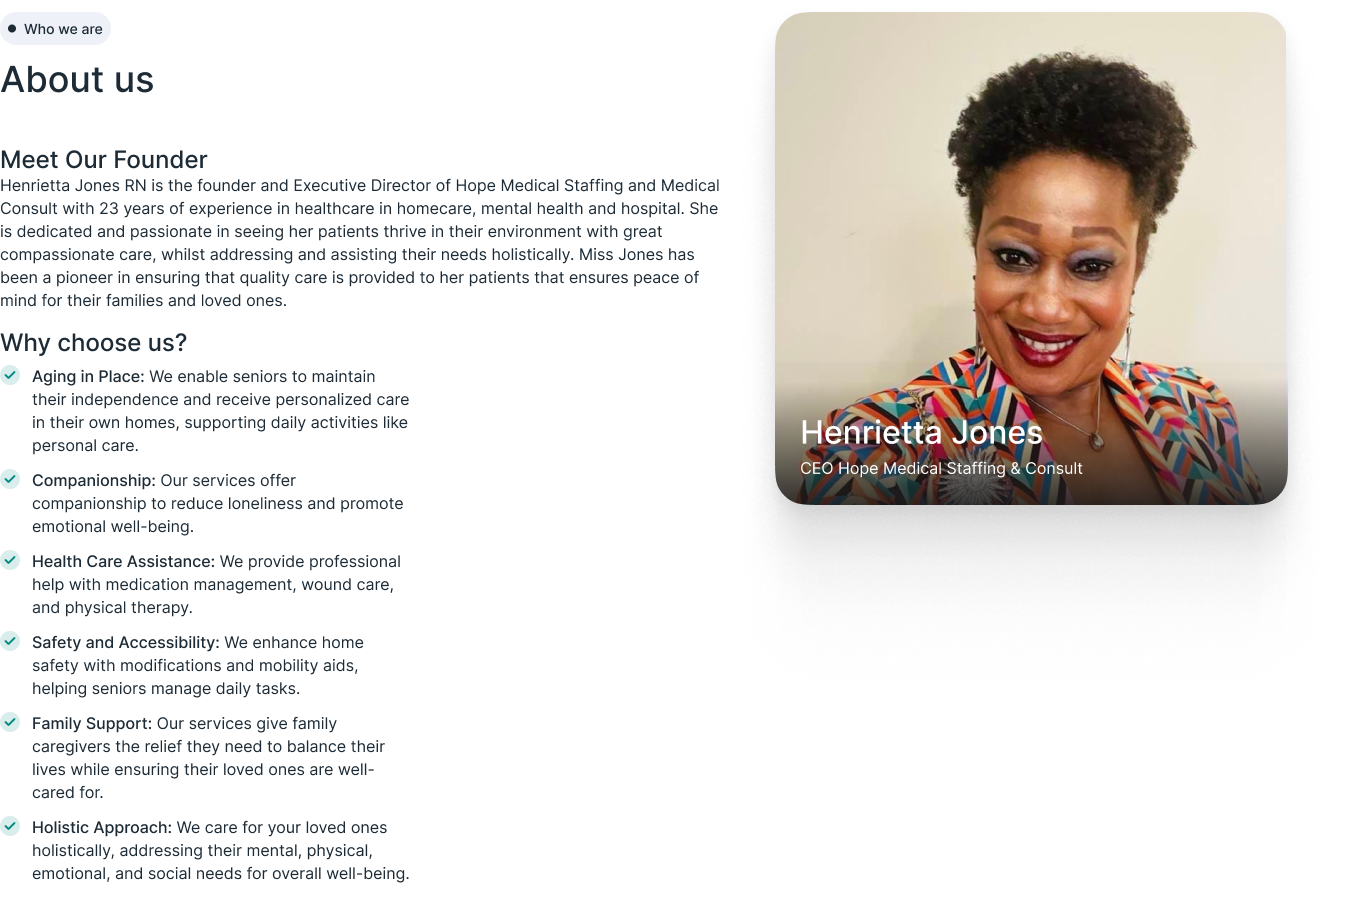 Who we are
About us
Meet Our Founder
Henrietta Jones RN is the founder and Executive Director of Hope Medical Staffing and Medical
Consult with 23 years of experience in healthcare in homecare, mental health and hospital. She
is dedicated and passionate in seeing her patients thrive in their environment with great
compassionate care, whilst addressing and assisting their needs holistically. Miss Jones has
been a pioneer in ensuring that quality care is provided to her patients that ensures peace of
mind for their families and loved ones.
Why choose us?
Aging in Place: We enable seniors to maintain
their independence and receive personalized care
in their own homes, supporting daily activities like
personal care.
Companionship: Our services offer
companionship to reduce loneliness and promote
emotional well-being.
Health Care Assistance: We provide professional
help with medication management, wound care,
and physical therapy.
Safety and Accessibility: We enhance home
safety with modifications and mobility aids,
helping seniors manage daily tasks.
Family Support: Our services give family
caregivers the relief they need to balance their
lives while ensuring their loved ones are well-
cared for.
Holistic Approach: We care for your loved ones
holistically, addressing their mental, physical,
emotional, and social needs for overall well-being.
Henrietta Jones
CEO Hope Medical Staffing & Consult